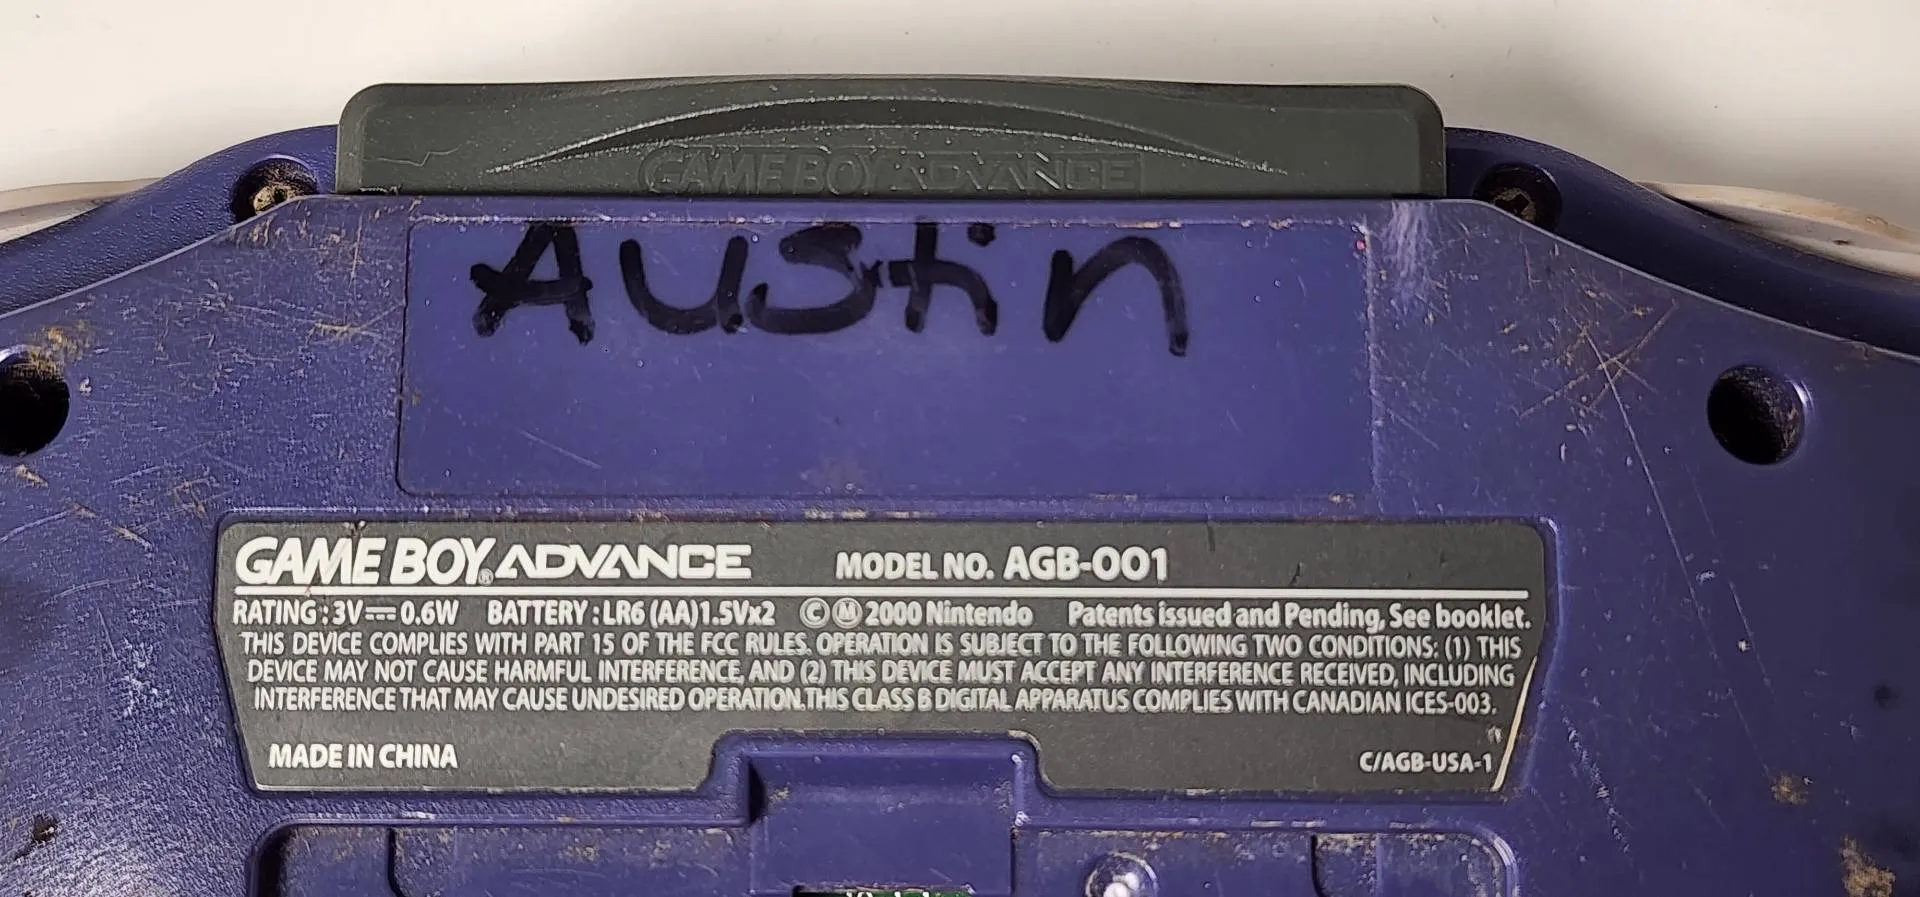 GAME BOY ADVANCE
Austin
GAME BOY® ADVANCE MODEL NO. AGB-001
RATING : 3V⎓0.6W BATTERY : LR6 (AA)1.5Vx2 ©Ⓜ2000 Nintendo Patents issued and Pending, See booklet.
THIS DEVICE COMPLIES WITH PART 15 OF THE FCC RULES. OPERATION IS SUBJECT TO THE FOLLOWING TWO CONDITIONS: (1) THIS
DEVICE MAY NOT CAUSE HARMFUL INTERFERENCE, AND (2) THIS DEVICE MUST ACCEPT ANY INTERFERENCE RECEIVED, INCLUDING
INTERFERENCE THAT MAY CAUSE UNDESIRED OPERATION.THIS CLASS B DIGITAL APPARATUS COMPLIES WITH CANADIAN ICES-003.
MADE IN CHINA C/AGB-USA-1